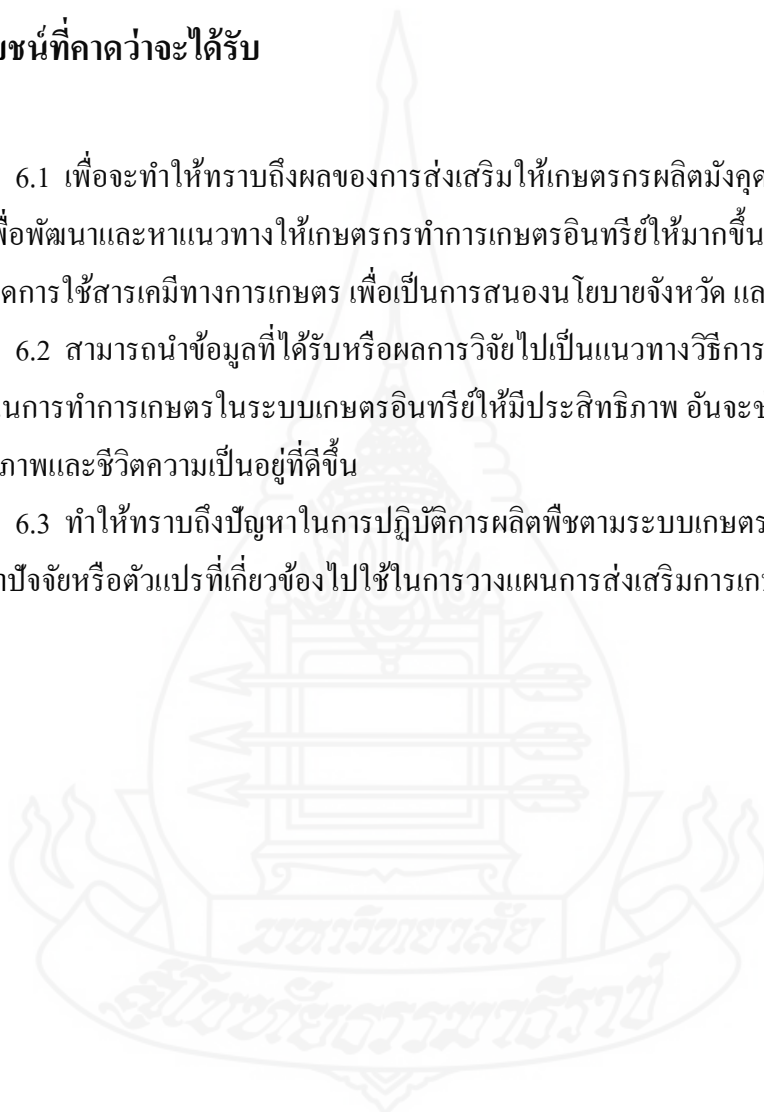 ยชน์ที่คาดว่าจะได้รับ
6.1 เพื่อจะทำให้ทราบถึงผลของการส่งเสริมให้เกษตรกรผลิตมังคุด
พื่อพัฒนาและหาแนวทางให้เกษตรกรทำการเกษตรอินทรีย์ให้มากขึ้น
ดการใช้สารเคมีทางการเกษตร เพื่อเป็นการสนองนโยบายจังหวัด และ
6.2 สามารถนำข้อมูลที่ได้รับหรือผลการวิจัยไปเป็นแนวทางวิธีการ
นการทำการเกษตรในระบบเกษตรอินทรีย์ให้มีประสิทธิภาพ อันจะช
ภาพและชีวิตความเป็นอยู่ที่ดีขึ้น
6.3 ทำให้ทราบถึงปัญหาในการปฏิบัติการผลิตพืชตามระบบเกษตร
าปัจจัยหรือตัวแปรที่เกี่ยวข้องไปใช้ในการวางแผนการส่งเสริมการเก
มหาวิทยาลัย
สุโขทัยธรรมาธิราช